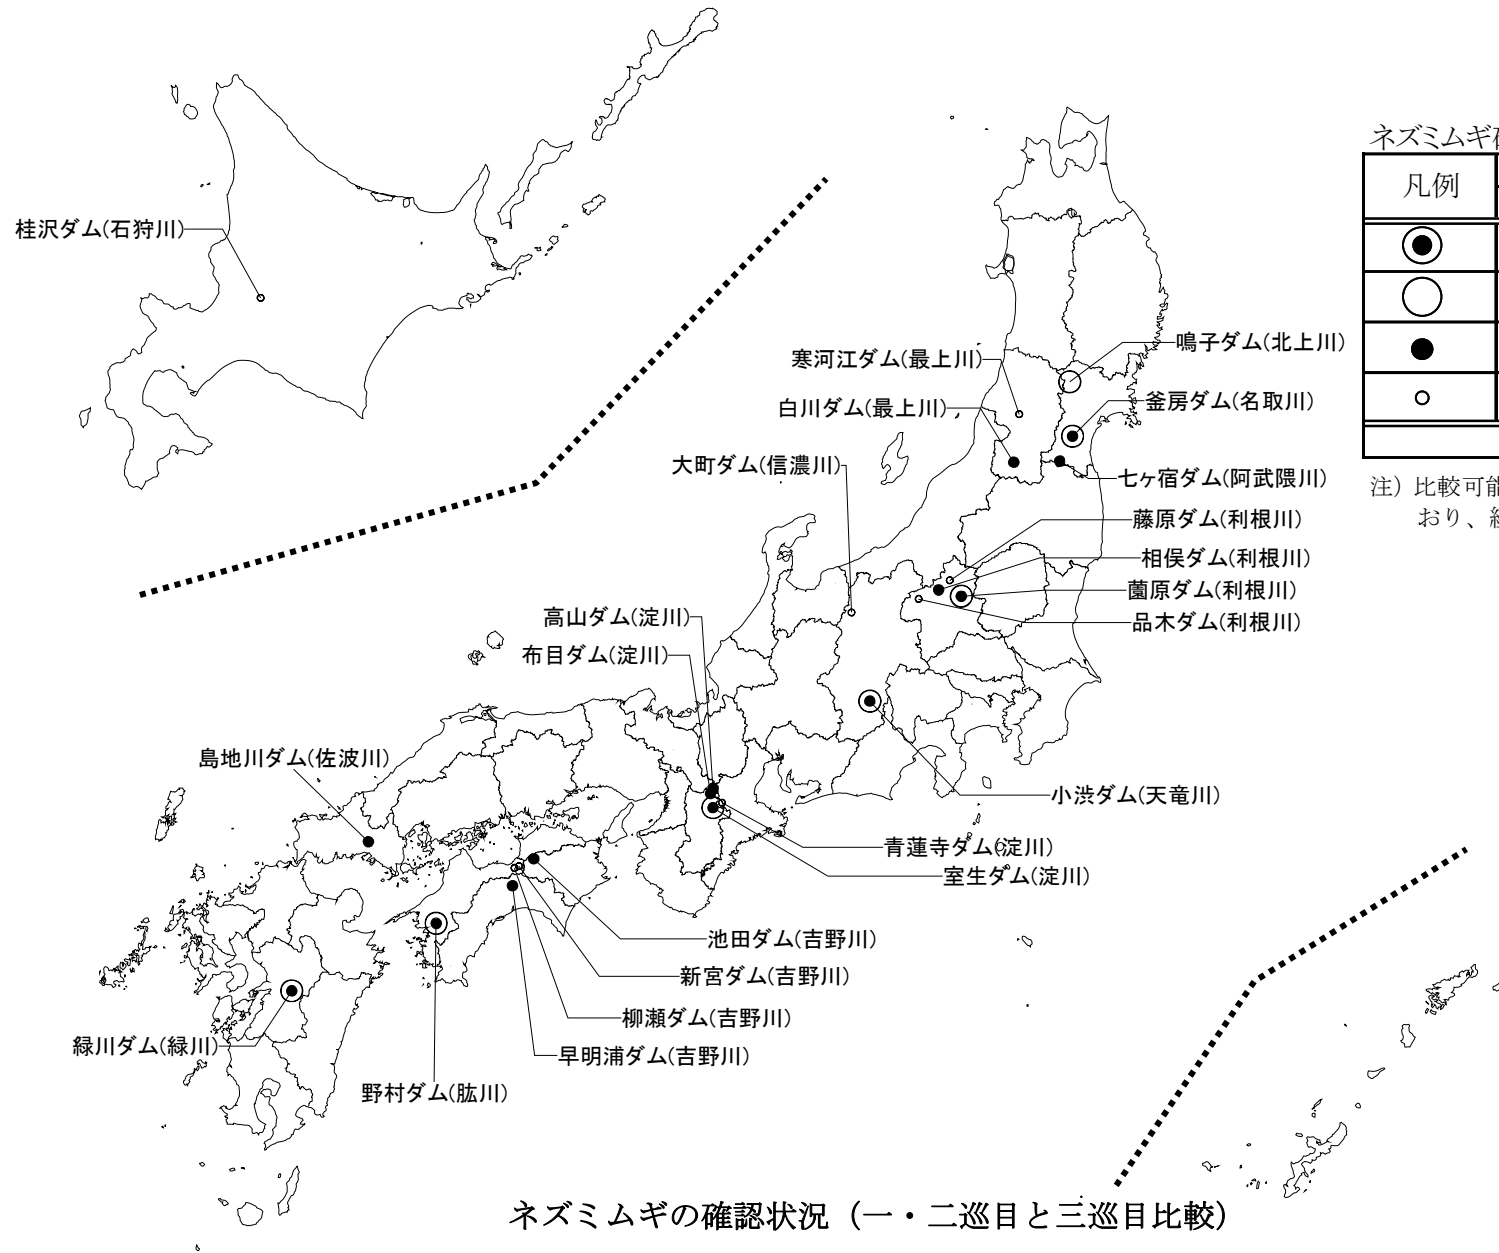 ネズミムギ
凡例
注）比較可能
おり、
桂沢ダム(石狩川)
鳴子ダム(北上川)
寒河江ダム(最上川)
釜房ダム(名取川)
白川ダム(最上川)
大町ダム(信濃川)
七ヶ宿ダム(阿武隈川)
藤原ダム(利根川)
相俣ダム(利根川)
薗原ダム(利根川)
高山ダム(淀川)
品木ダム(利根川)
布目ダム(淀川)
島地川ダム(佐波川)
小渋ダム(天竜川)
青蓮寺ダム(淀川)
室生ダム(淀川)
池田ダム(吉野川)
新宮ダム(吉野川)
柳瀬ダム(吉野川)
緑川ダム(緑川)
早明浦ダム(吉野川)
野村ダム(肱川)
ネズミムギの確認状況（一・二巡目と三巡目比較）